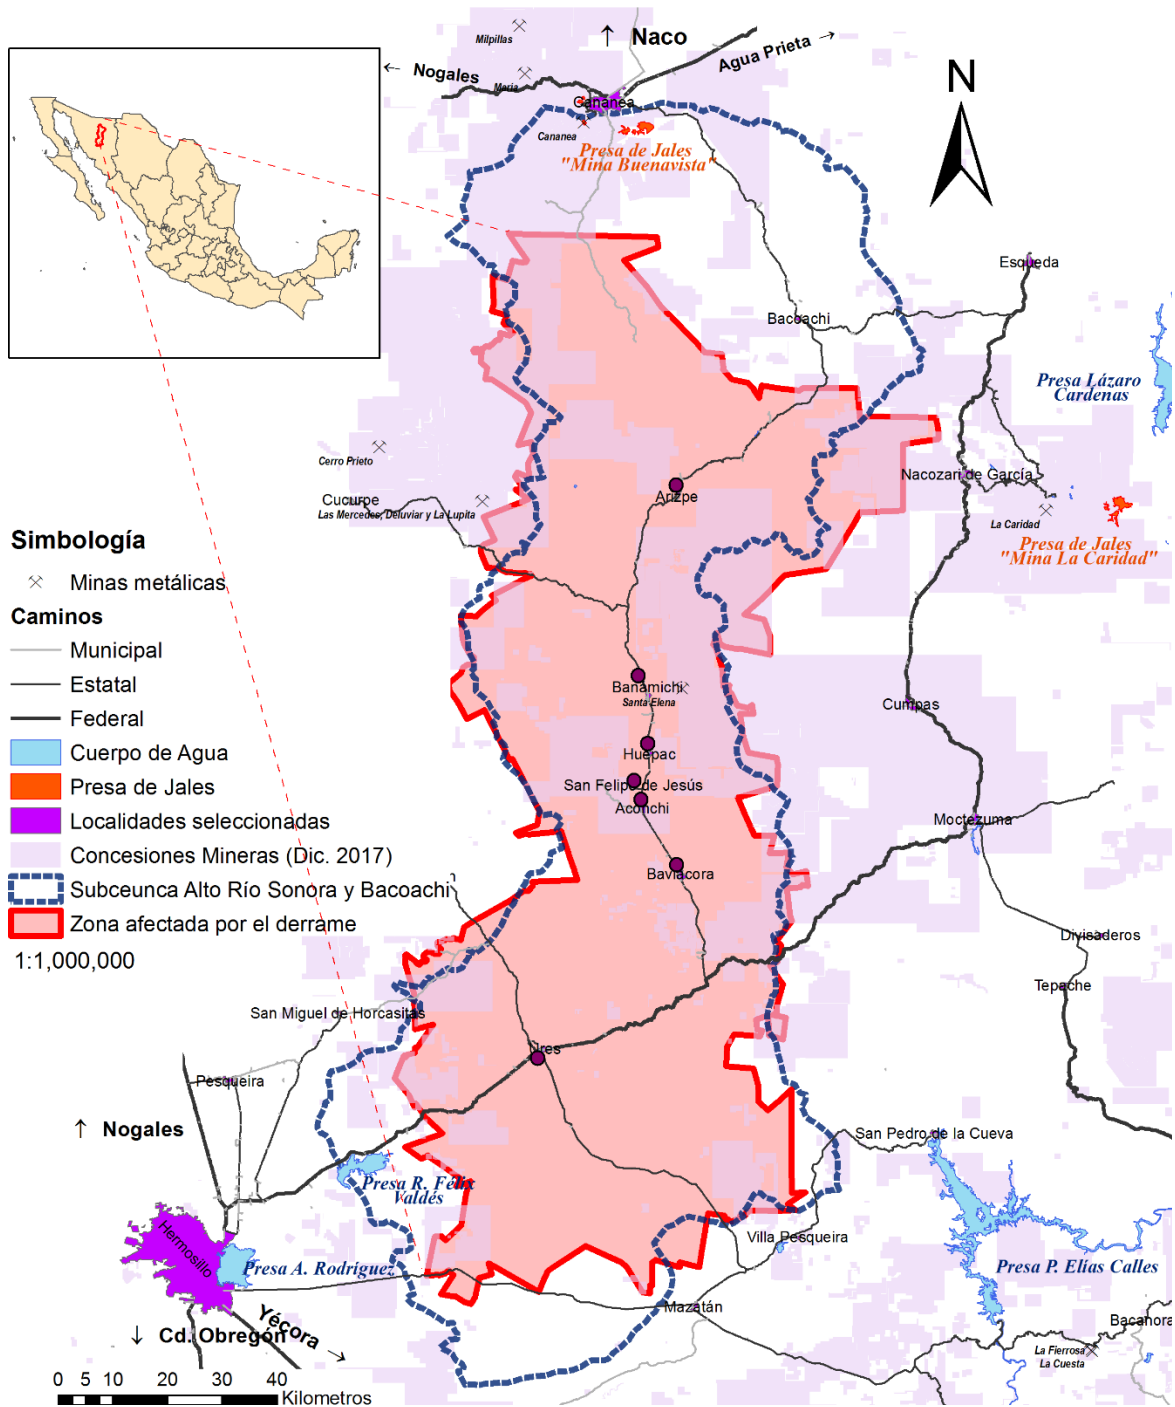 Milpillas
↑ Naco
Agua Prieta →
← Nogales
María
Cananea
Cananea
Presa de Jales
"Mina Buenavista"
N
Esqueda
Bacoachi
Presa Lázaro
Cardenas
Cerro Prieto
Nacozari de García
Cucurpe
Las Mercedes, Deluviar y La Lupita
Arizpe
La Caridad
Presa de Jales
"Mina La Caridad"
Simbología
Minas metálicas
Caminos
Municipal
Estatal
Federal
Cuerpo de Agua
Presa de Jales
Localidades seleccionadas
Concesiones Mineras (Dic. 2017)
Subceunca Alto Río Sonora y Bacoachi
Zona afectada por el derrame
1:1,000,000
Banámichi
Santa Elena
Cumpas
Huépac
San Felipe de Jesús
Aconchi
Moctezuma
Baviácora
Divisaderos
Tepache
San Miguel de Horcasitas
Ures
Pesqueira
↑ Nogales
San Pedro de la Cueva
Presa R. Félix
Valdés
Hermosillo
Villa Pesqueira
Presa A. Rodríguez
Presa P. Elías Calles
Mazatán
Bacanora
Yécora →
↓ Cd. Obregón
La Fierrosa
La Cuesta
0 5 10 20 30 40
Kilometros